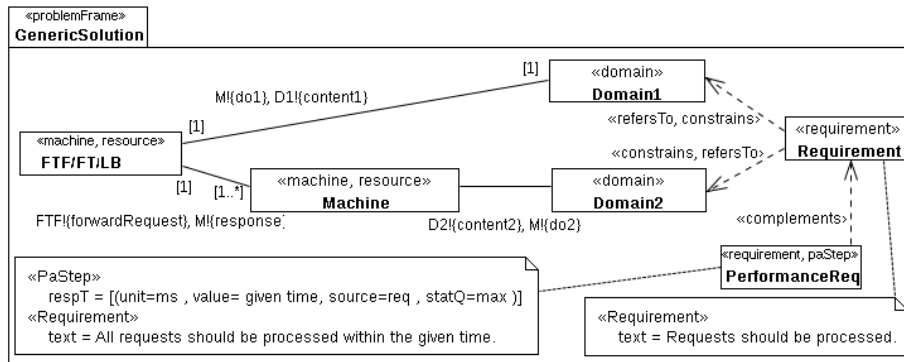 «problemFrame»
GenericSolution
[1]
«domain»
Domain1
M!{do1}, D1!{content1}
[1]
«refersTo, constrains»
«machine, resource»
FTF/FT/LB
«requirement»
Requirement
«constrains, refersTo»
[1]
[1..*]
«machine, resource»
Machine
«domain»
Domain2
FTF!{forwardRequest}, M!{response}
D2!{content2}, M!{do2}
«complements»
«requirement, paStep»
PerformanceReq
«PaStep»
respT = [(unit=ms , value= given time, source=req , statQ=max )]
«Requirement»
text = All requests should be processed within the given time.
«Requirement»
text = Requests should be processed.